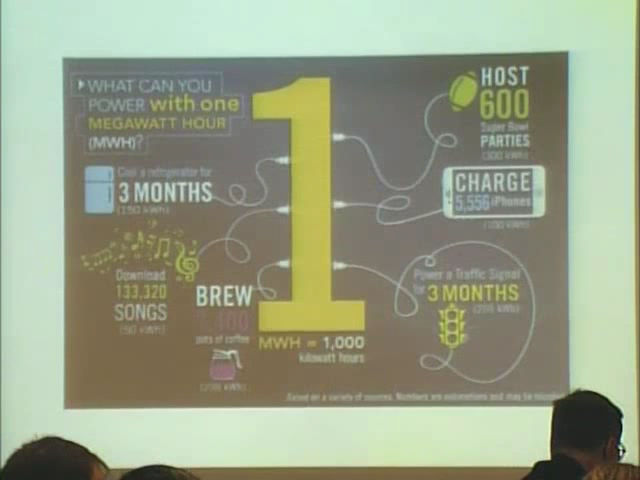 WHAT CAN YOU
POWER with one
MEGAWATT HOUR
(MWH)?
1
HOST
600
Super Bowl
PARTIES
(300 kWh)
Cool a refrigerator for
3 MONTHS
(150 kWh)
CHARGE
5,556 iPhones
(100 kWh)
Download
133,320
SONGS
(50 kWh)
BREW
pots of coffee
Power a Traffic Signal
for 3 MONTHS
MWH = 1,000
kilowatt hours
Based on a variety of sources. Numbers are estimations and may be